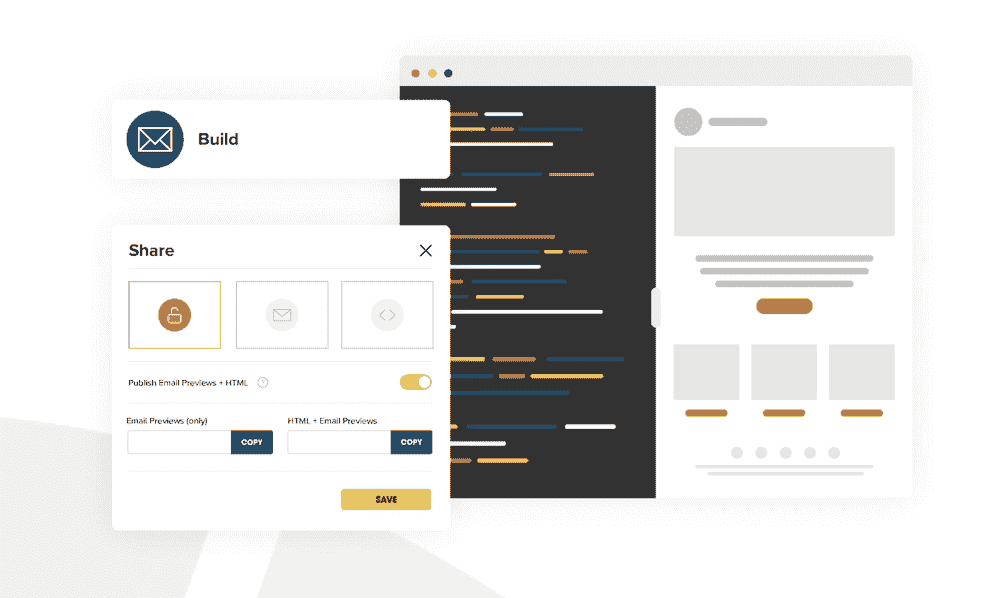 Build
Share
Publish Email Previews + HTML ?
Email Previews (only)
HTML + Email Previews
COPY
COPY
SAVE